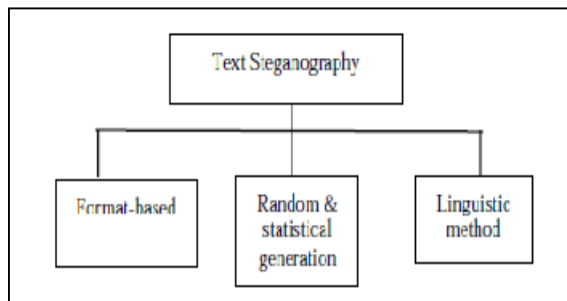 Text Steganography
Format-based
Random &
statistical
generation
Linguistic
method